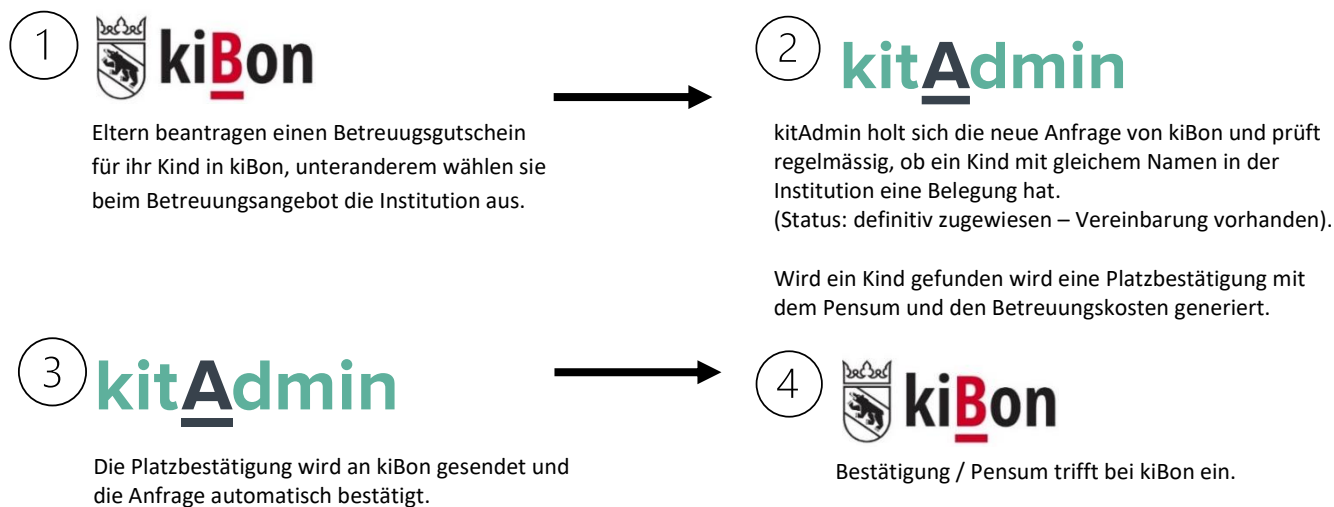 1
kiBon
Eltern beantragen einen Betreuugsgutschein
für ihr Kind in kiBon, unteranderem wählen sie
beim Betreuungsangebot die Institution aus.
2
kitAdmin
kitAdmin holt sich die neue Anfrage von kiBon und prüft
regelmässig, ob ein Kind mit gleichem Namen in der
Institution eine Belegung hat.
(Status: definitiv zugewiesen – Vereinbarung vorhanden).
Wird ein Kind gefunden wird eine Platzbestätigung mit
dem Pensum und den Betreuungskosten generiert.
3
kitAdmin
Die Platzbestätigung wird an kiBon gesendet und
die Anfrage automatisch bestätigt.
4
kiBon
Bestätigung / Pensum trifft bei kiBon ein.